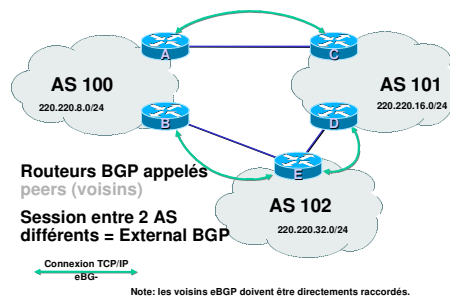 A
C
AS 100
220.220.8.0/24
AS 101
220.220.16.0/24
B
D
E
Routeurs BGP appelés
peers (voisins)
AS 102
Session entre 2 AS
différents = External BGP
220.220.32.0/24
Connexion TCP/IP
eBG-
Note: les voisins eBGP doivent être directements raccordés.